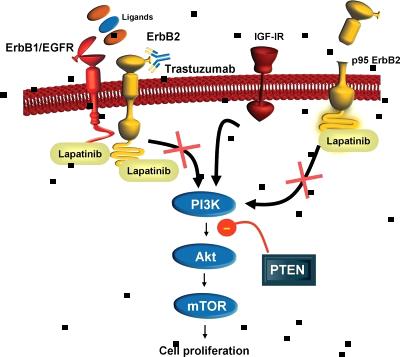 Ligands
ErbB1/EGFR
ErbB2
IGF-IR
p95 ErbB2
Trastuzumab
Lapatinib
Lapatinib
Lapatinib
PI3K
–
Akt
PTEN
mTOR
Cell proliferation